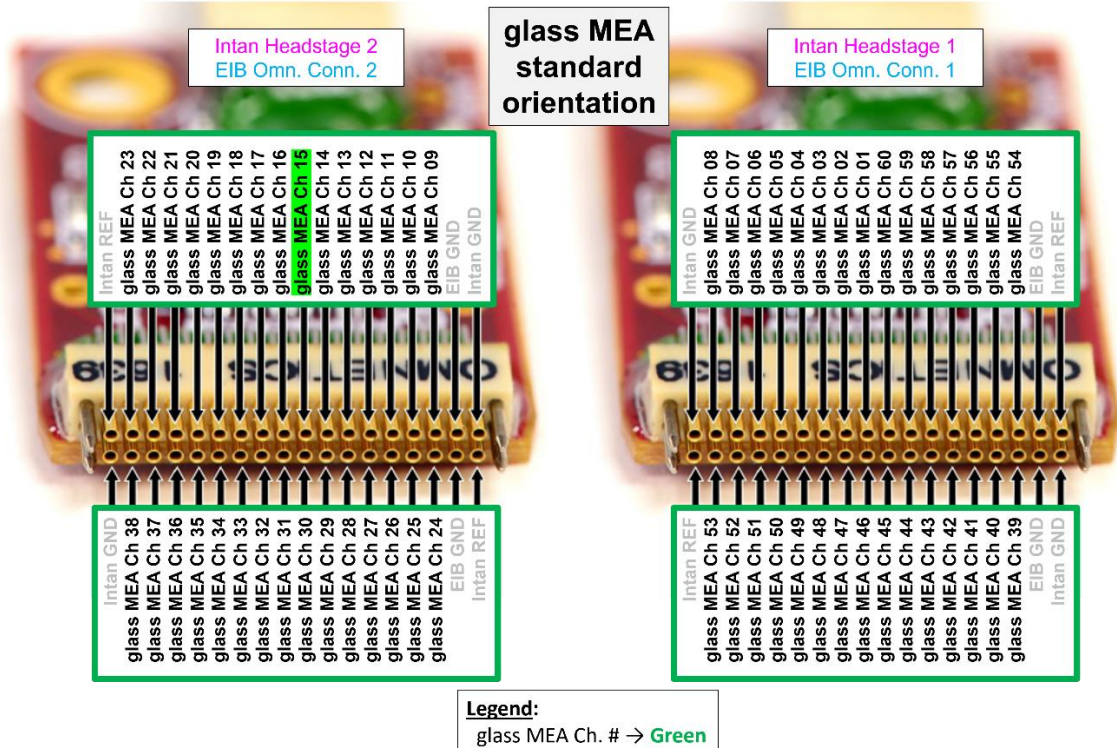 glass MEA
standard
orientation
Intan Headstage 2
EIB Omn. Conn. 2
Intan Headstage 1
EIB Omn. Conn. 1
Intan REF
glass MEA Ch 23
glass MEA Ch 22
glass MEA Ch 21
glass MEA Ch 20
glass MEA Ch 19
glass MEA Ch 18
glass MEA Ch 17
glass MEA Ch 16
glass MEA Ch 15
glass MEA Ch 14
glass MEA Ch 13
glass MEA Ch 12
glass MEA Ch 11
glass MEA Ch 10
glass MEA Ch 09
EIB GND
Intan GND
Intan GND
glass MEA Ch 08
glass MEA Ch 07
glass MEA Ch 06
glass MEA Ch 05
glass MEA Ch 04
glass MEA Ch 03
glass MEA Ch 02
glass MEA Ch 01
glass MEA Ch 60
glass MEA Ch 59
glass MEA Ch 58
glass MEA Ch 57
glass MEA Ch 56
glass MEA Ch 55
glass MEA Ch 54
EIB GND
Intan REF
OMNETICS 1639
OMNETICS 1639
Intan GND
glass MEA Ch 38
glass MEA Ch 37
glass MEA Ch 36
glass MEA Ch 35
glass MEA Ch 34
glass MEA Ch 33
glass MEA Ch 32
glass MEA Ch 31
glass MEA Ch 30
glass MEA Ch 29
glass MEA Ch 28
glass MEA Ch 27
glass MEA Ch 26
glass MEA Ch 25
glass MEA Ch 24
EIB GND
Intan REF
Intan REF
glass MEA Ch 53
glass MEA Ch 52
glass MEA Ch 51
glass MEA Ch 50
glass MEA Ch 49
glass MEA Ch 48
glass MEA Ch 47
glass MEA Ch 46
glass MEA Ch 45
glass MEA Ch 44
glass MEA Ch 43
glass MEA Ch 42
glass MEA Ch 41
glass MEA Ch 40
glass MEA Ch 39
EIB GND
Intan GND
Legend:
glass MEA Ch. # → Green